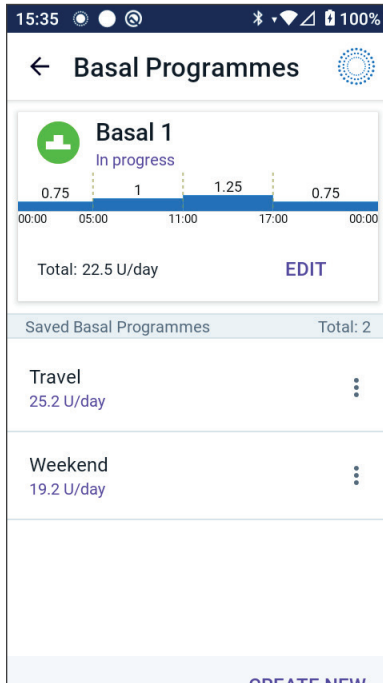 15:35 100%
Basal Programmes
Basal 1
In progress
0.75 1 1.25 0.75
00:00 05:00 11:00 17:00 00:00
Total: 22.5 U/day EDIT
Saved Basal Programmes Total: 2
Travel
25.2 U/day
Weekend
19.2 U/day
CREATE NEW